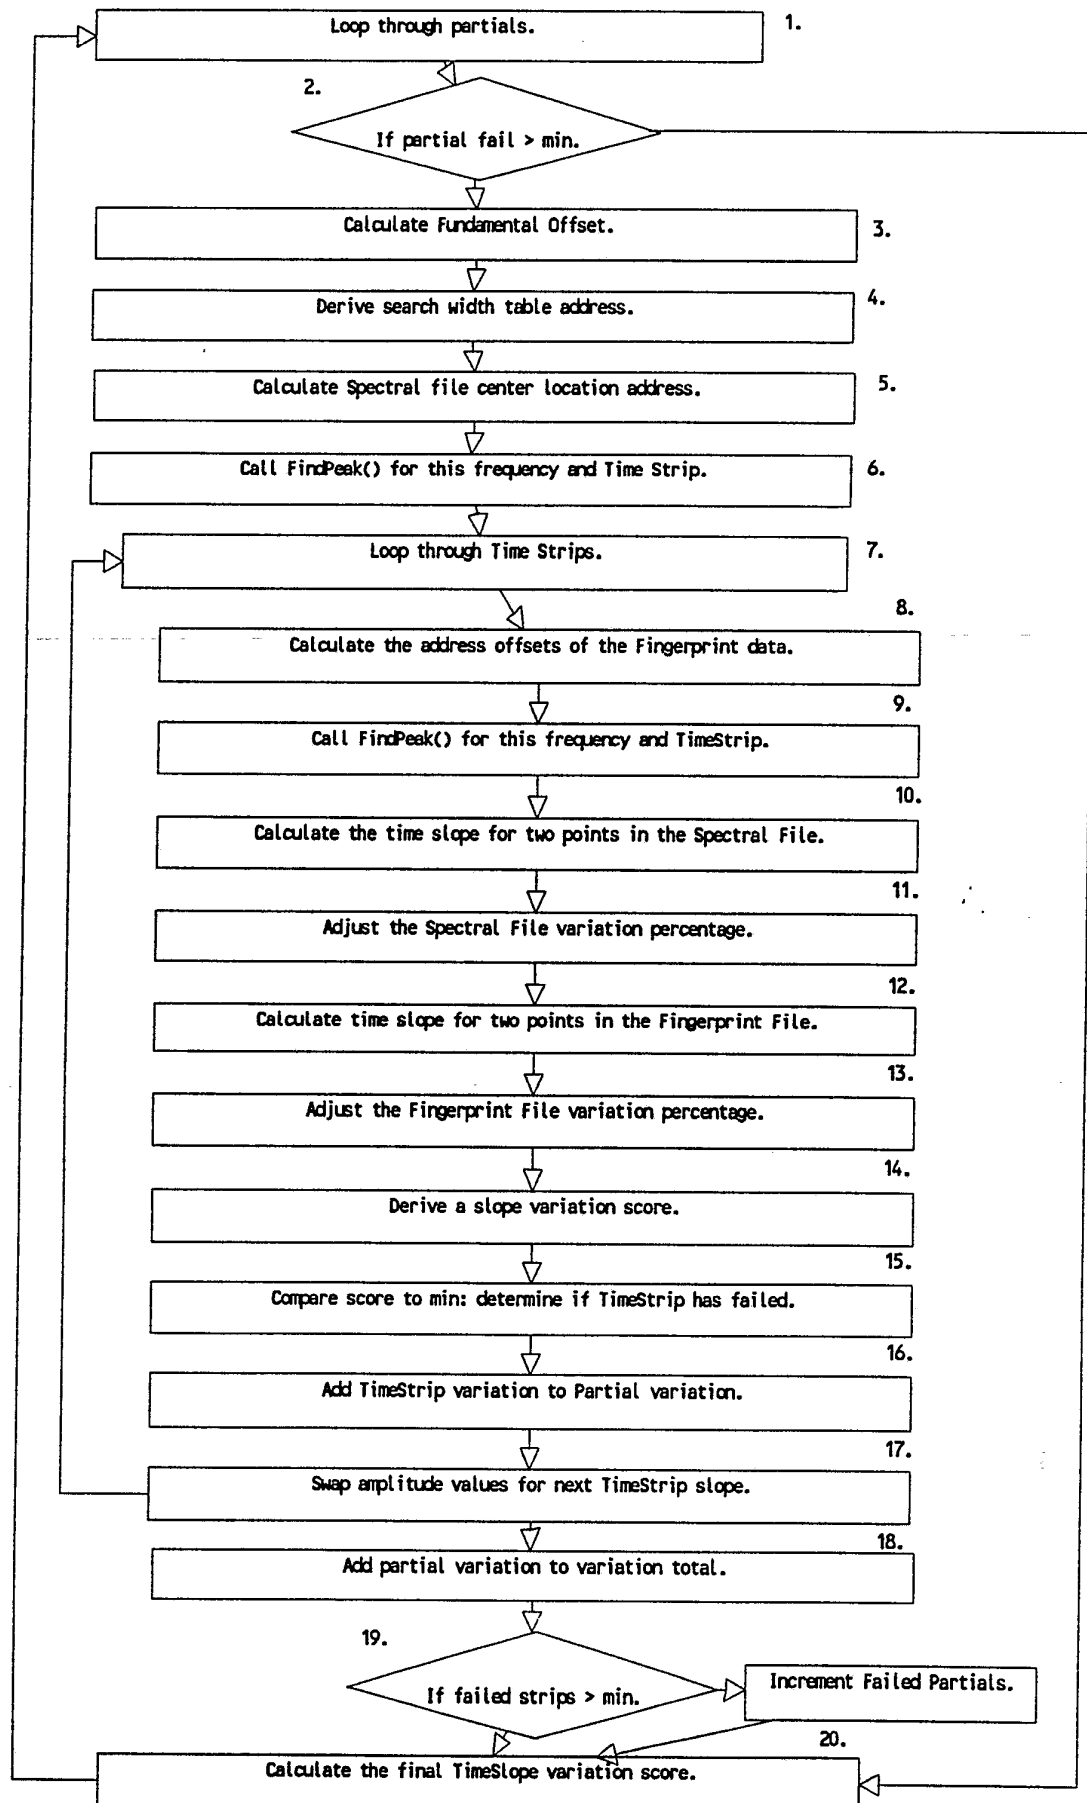 Loop through partials.
1.
2.
If partial fail > min.
Calculate Fundamental Offset.
3.
Derive search width table address.
4.
Calculate Spectral file center location address.
5.
Call FindPeak() for this frequency and Time Strip.
6.
Loop through Time Strips.
7.
8.
Calculate the address offsets of the Fingerprint data.
9.
Call FindPeak() for this frequency and TimeStrip.
10.
Calculate the time slope for two points in the Spectral File.
11.
Adjust the Spectral File variation percentage.
12.
Calculate time slope for two points in the Fingerprint File.
13.
Adjust the Fingerprint File variation percentage.
14.
Derive a slope variation score.
15.
Compare score to min: determine if TimeStrip has failed.
16.
Add TimeStrip variation to Partial variation.
17.
Swap amplitude values for next TimeStrip slope.
18.
Add partial variation to variation total.
19.
If failed strips > min.
Increment Failed Partials.
20.
Calculate the final TimeSlope variation score.